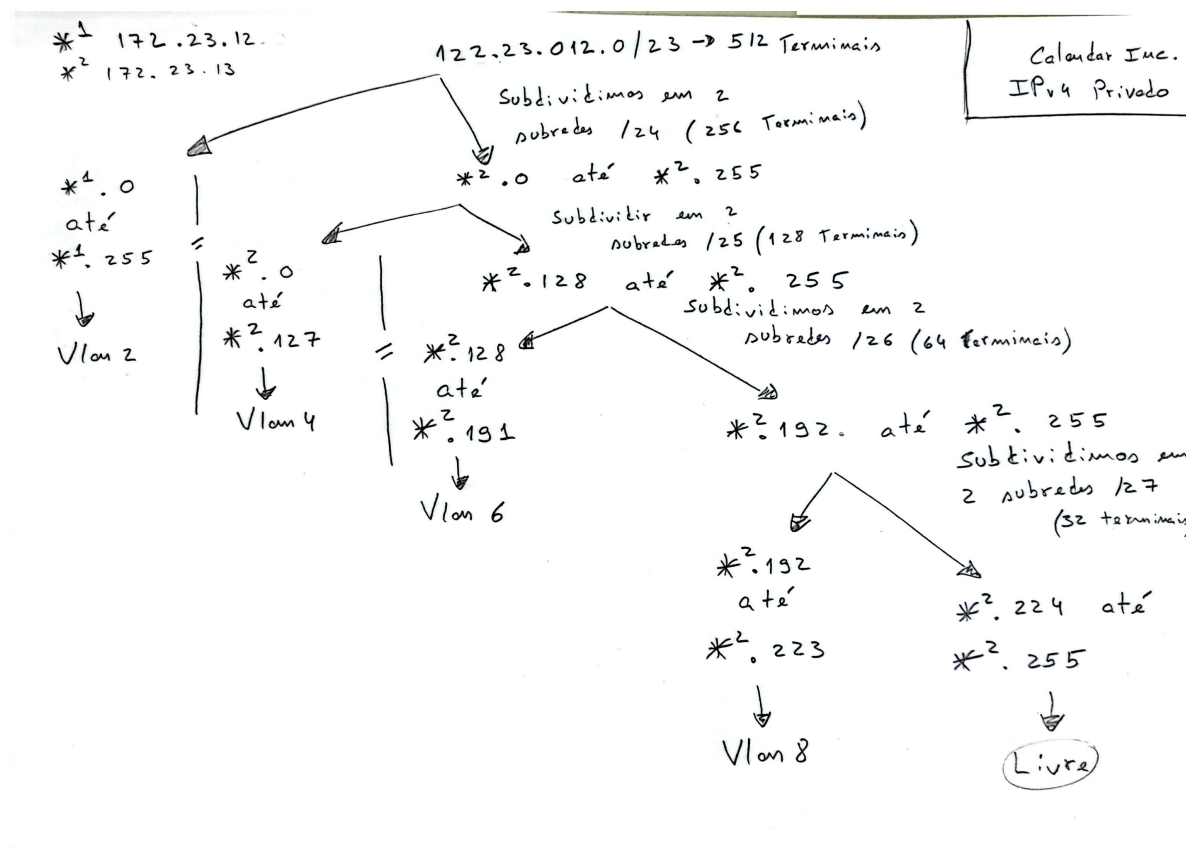 *1 172.23.12.
*2 172.23.13
122.23.012.0/23 → 512 Terminais
Calendar Inc.
IPv4 Privado
Subdividimos em 2
subredes /24 (256 Terminais)
*1.0
até
*1.255
Vlan 2
*2.0 até *2.255
Subdividir em 2
subredes /25 (128 Terminais)
*2.0
até
*2.127
Vlan 4
*2.128 até *2.255
Subdividimos em 2
subredes /26 (64 terminais)
*2.128
até
*2.191
Vlan 6
*2.192. até *2.255
Subdividimos em
2 subredes /27
(32 terminais
*2.192
até
*2.223
Vlan 8
*2.224 até
*2.255
Livre